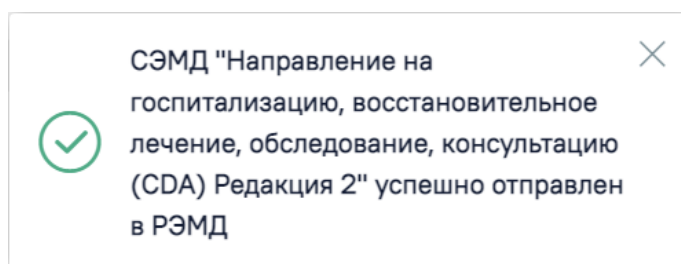 СЭМД "Направление на
госпитализацию, восстановительное
лечение, обследование, консультацию
(CDA) Редакция 2" успешно отправлен
в РЭМД